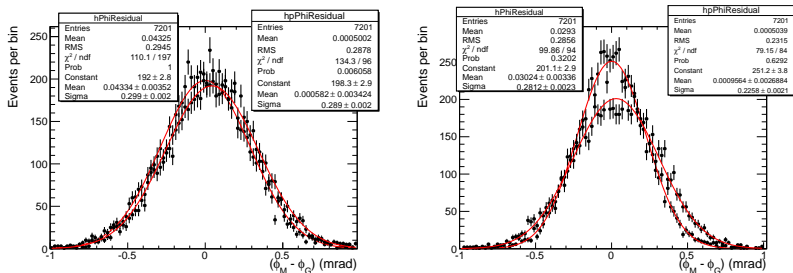 hPhiResidual
Entries 7201
Mean 0.04325
RMS 0.2945
χ² / ndf 110.1 / 197
Prob 1
Constant 192 ± 2.8
Mean 0.04334 ± 0.00352
Sigma 0.299 ± 0.002
hpPhiResidual
Entries 7201
Mean 0.0005002
RMS 0.2878
χ² / ndf 134.3 / 96
Prob 0.006058
Constant 198.3 ± 2.9
Mean 0.000582 ± 0.003424
Sigma 0.289 ± 0.002
Events per bin
250
200
150
100
50
0
-1 -0.5 0 0.5
(ϕM - ϕG) (mrad)
hPhiResidual
Entries 7201
Mean 0.0293
RMS 0.2856
χ² / ndf 99.86 / 94
Prob 0.3202
Constant 201.1 ± 2.9
Mean 0.03024 ± 0.00336
Sigma 0.2812 ± 0.0023
hpPhiResidual
Entries 7201
Mean 0.0005039
RMS 0.2315
χ² / ndf 79.15 / 84
Prob 0.6292
Constant 251.2 ± 3.8
Mean 0.0009564 ± 0.0026884
Sigma 0.2258 ± 0.0021
Events per bin
250
200
150
100
50
0
-1 -0.5 0 0.5 1
(ϕM - ϕG) (mrad)